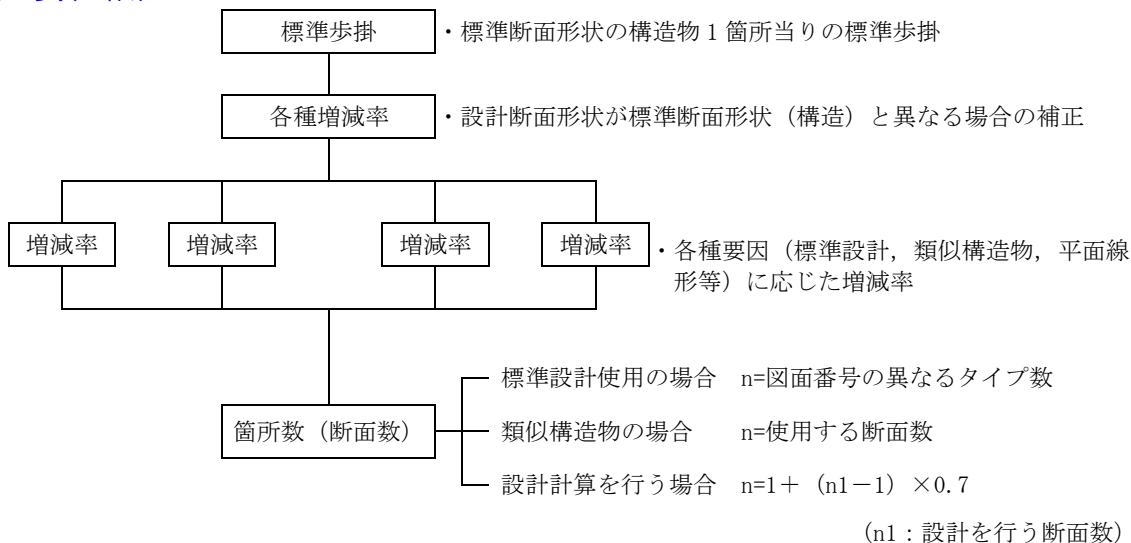 標準歩掛 ・標準断面形状の構造物1箇所当りの標準歩掛
各種増減率 ・設計断面形状が標準断面形状（構造）と異なる場合の補正
増減率 増減率 増減率 増減率 ・各種要因（標準設計，類似構造物，平面線
形等）に応じた増減率
標準設計使用の場合 n=図面番号の異なるタイプ数
箇所数（断面数） 類似構造物の場合 n=使用する断面数
設計計算を行う場合 n=1＋（n1－1）×0.7
（n1：設計を行う断面数）